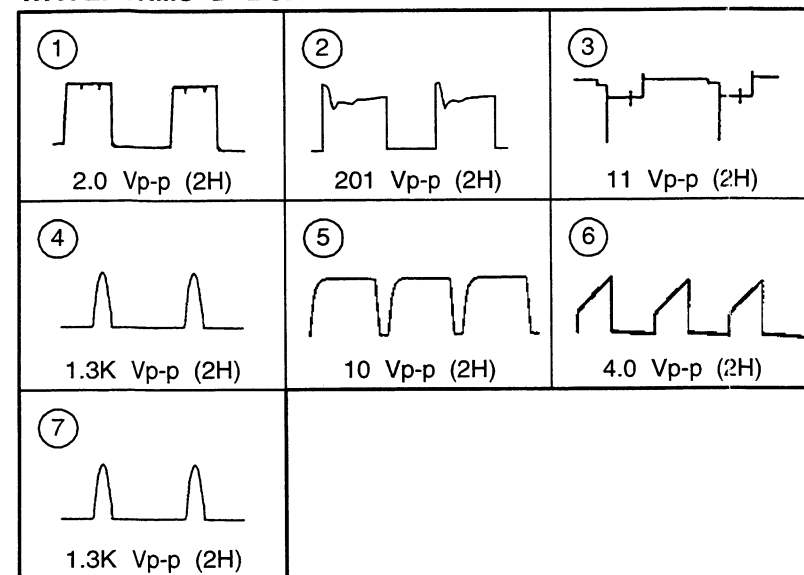 1 2 3
2.0 Vp-p (2H) 201 Vp-p (2H) 11 Vp-p (2H)
4 5 6
1.3K Vp-p (2H) 10 Vp-p (2H) 4.0 Vp-p (2H)
7
1.3K Vp-p (2H)